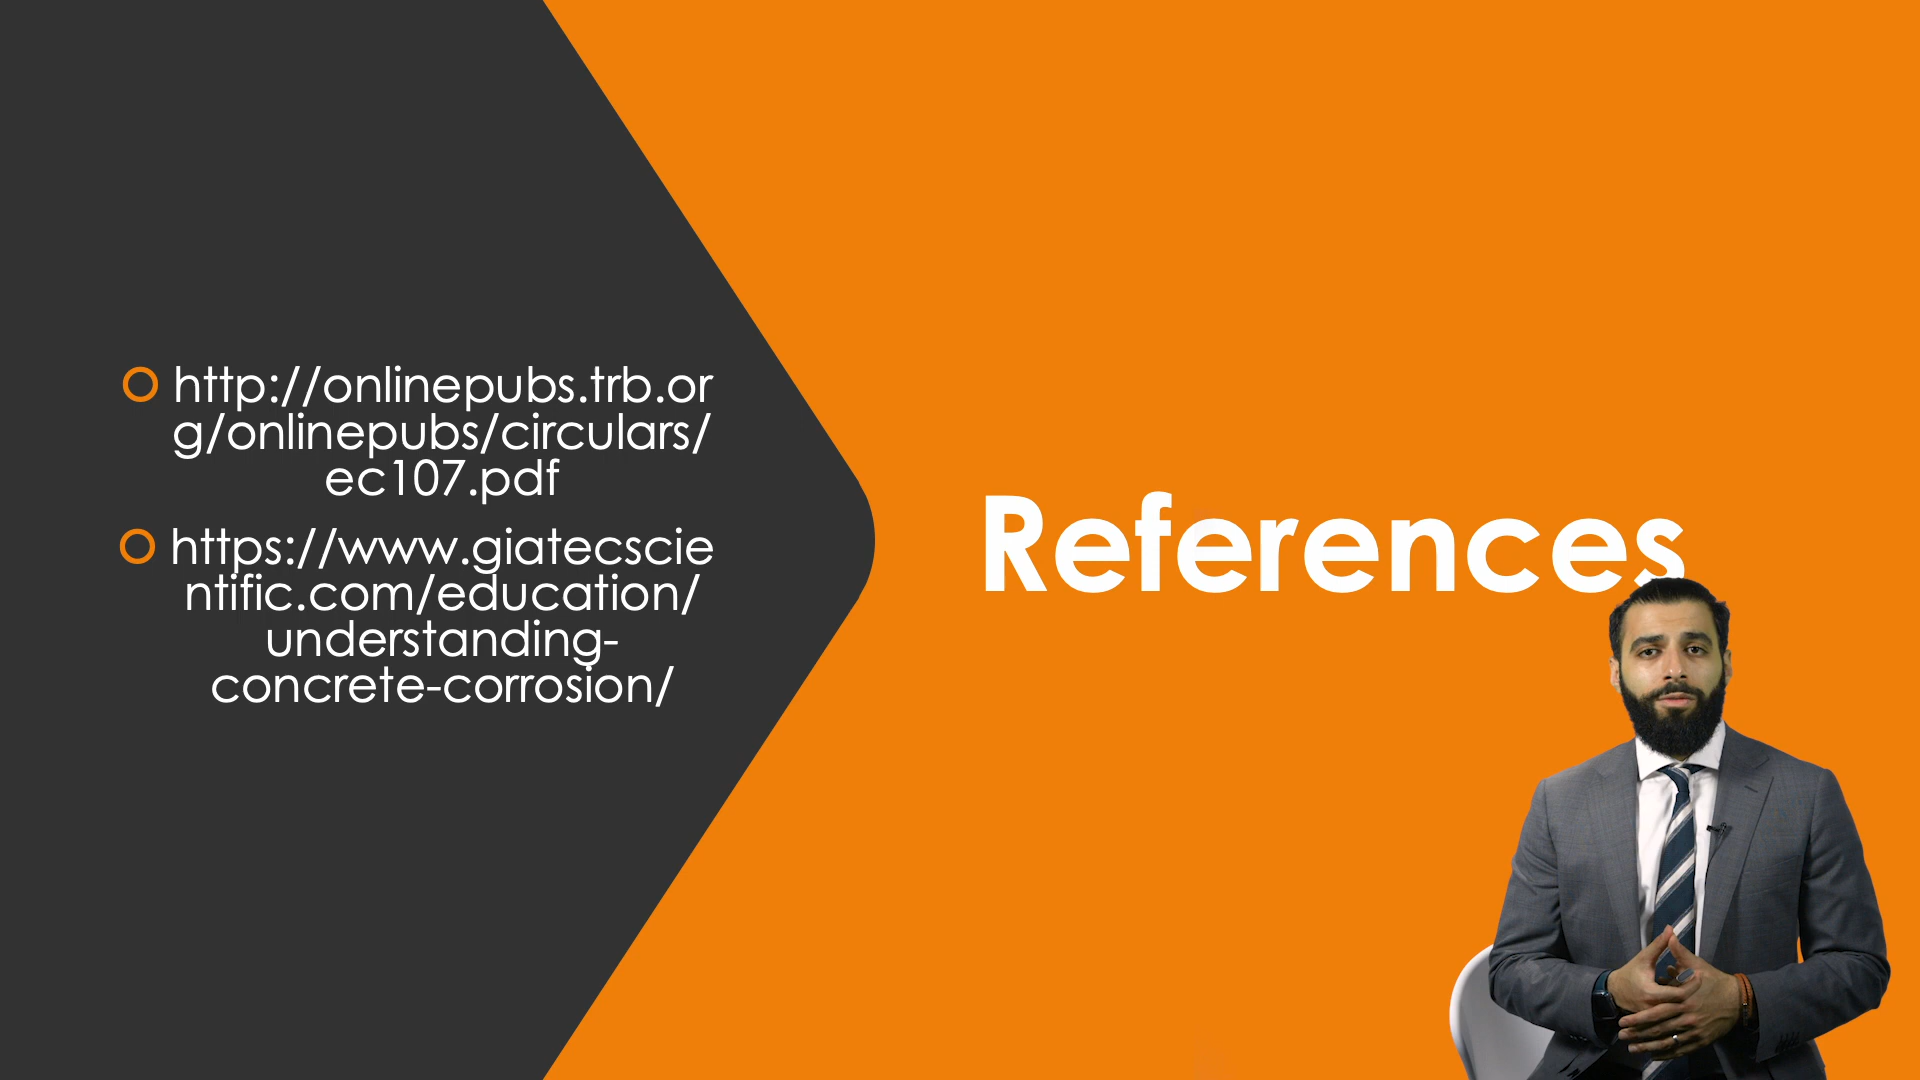 http://onlinepubs.trb.or
g/onlinepubs/circulars/
ec107.pdf
https://www.giatecscie
ntific.com/education/
understanding-
concrete-corrosion/
References